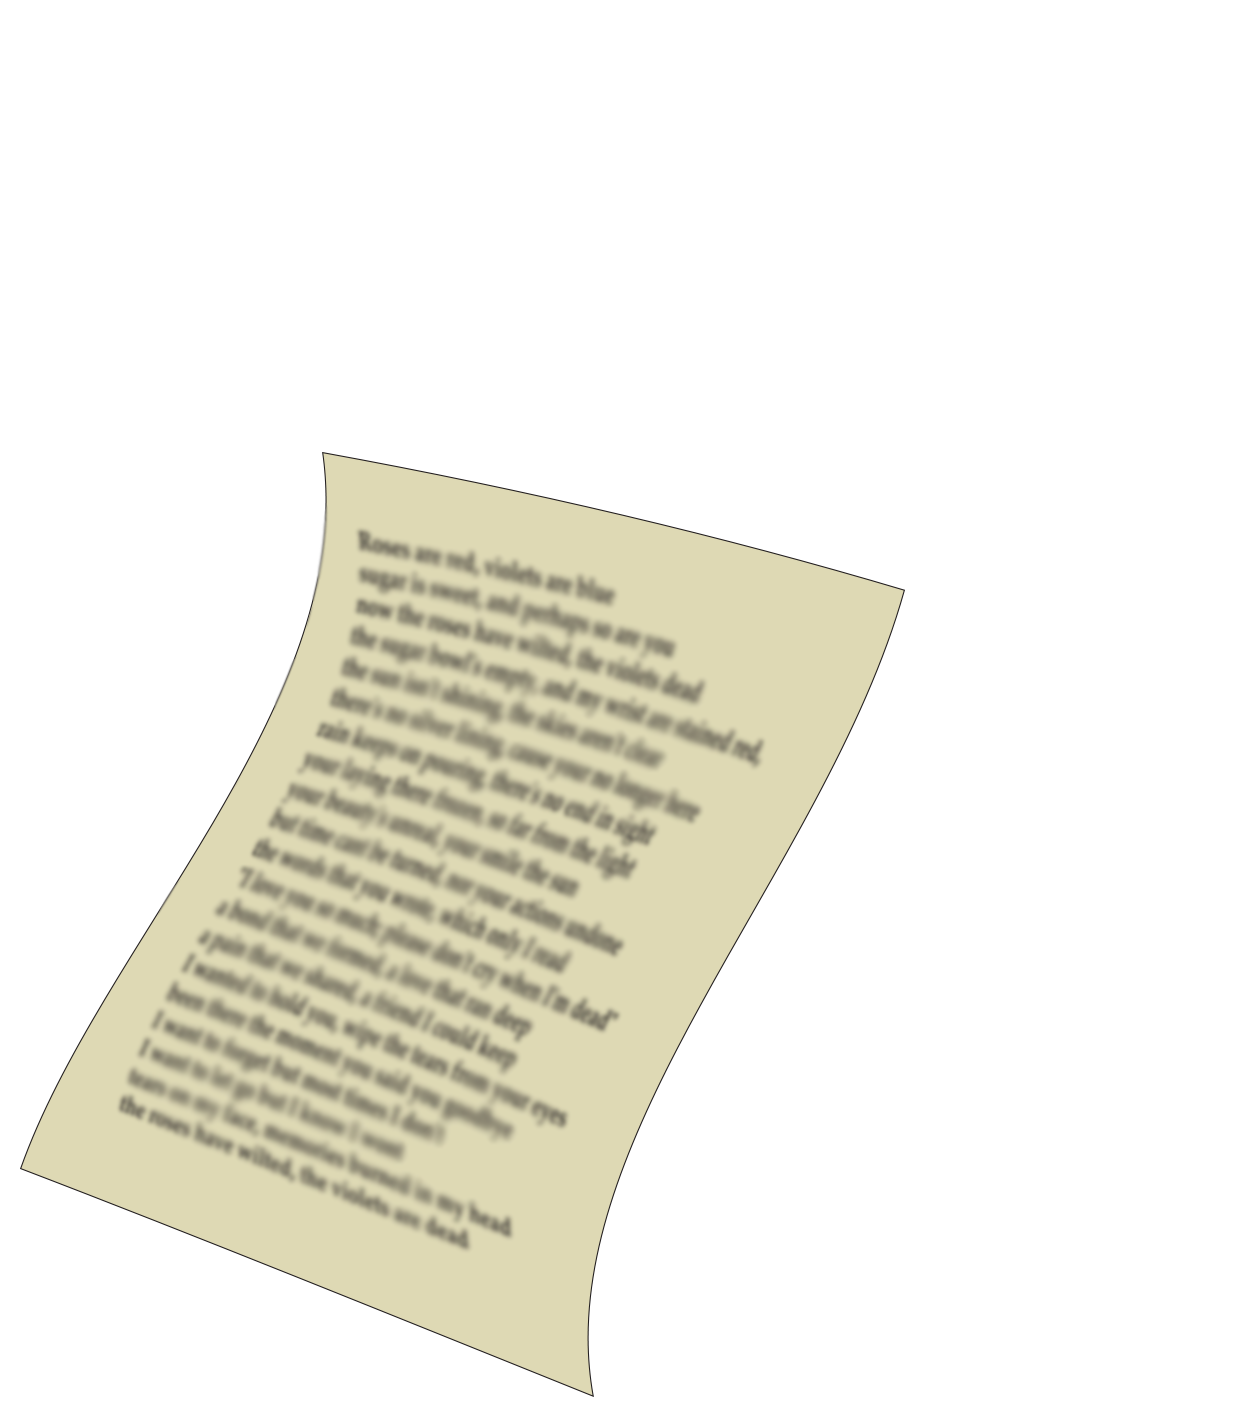 'Roses are red, violets are blue
sugar is sweet, and perhaps so are you
now the roses have wilted, the violets dead
the sugar bowl's empty, and my wrist are stained red,
the sun isn't shining, the skies aren't clear
there's no silver lining, cause your no longer here
rain keeps on pouring, there's no end in sight
your laying there frozen, so far from the light
your beauty's unreal, your smile the sun
but time cant be turned, nor your actions undone
the words that you wrote, which only I read
"I love you so much; please don't cry when I'm dead"
a bond that we formed, a love that ran deep
a pain that we shared, a friend I could keep
I wanted to hold you, wipe the tears from your eyes
been there the moment you said you goodbye
I want to forget but most times I don't
I want to let go but I know I wont
tears on my face, memories burned in my head.
the roses have wilted, the violets are dead.